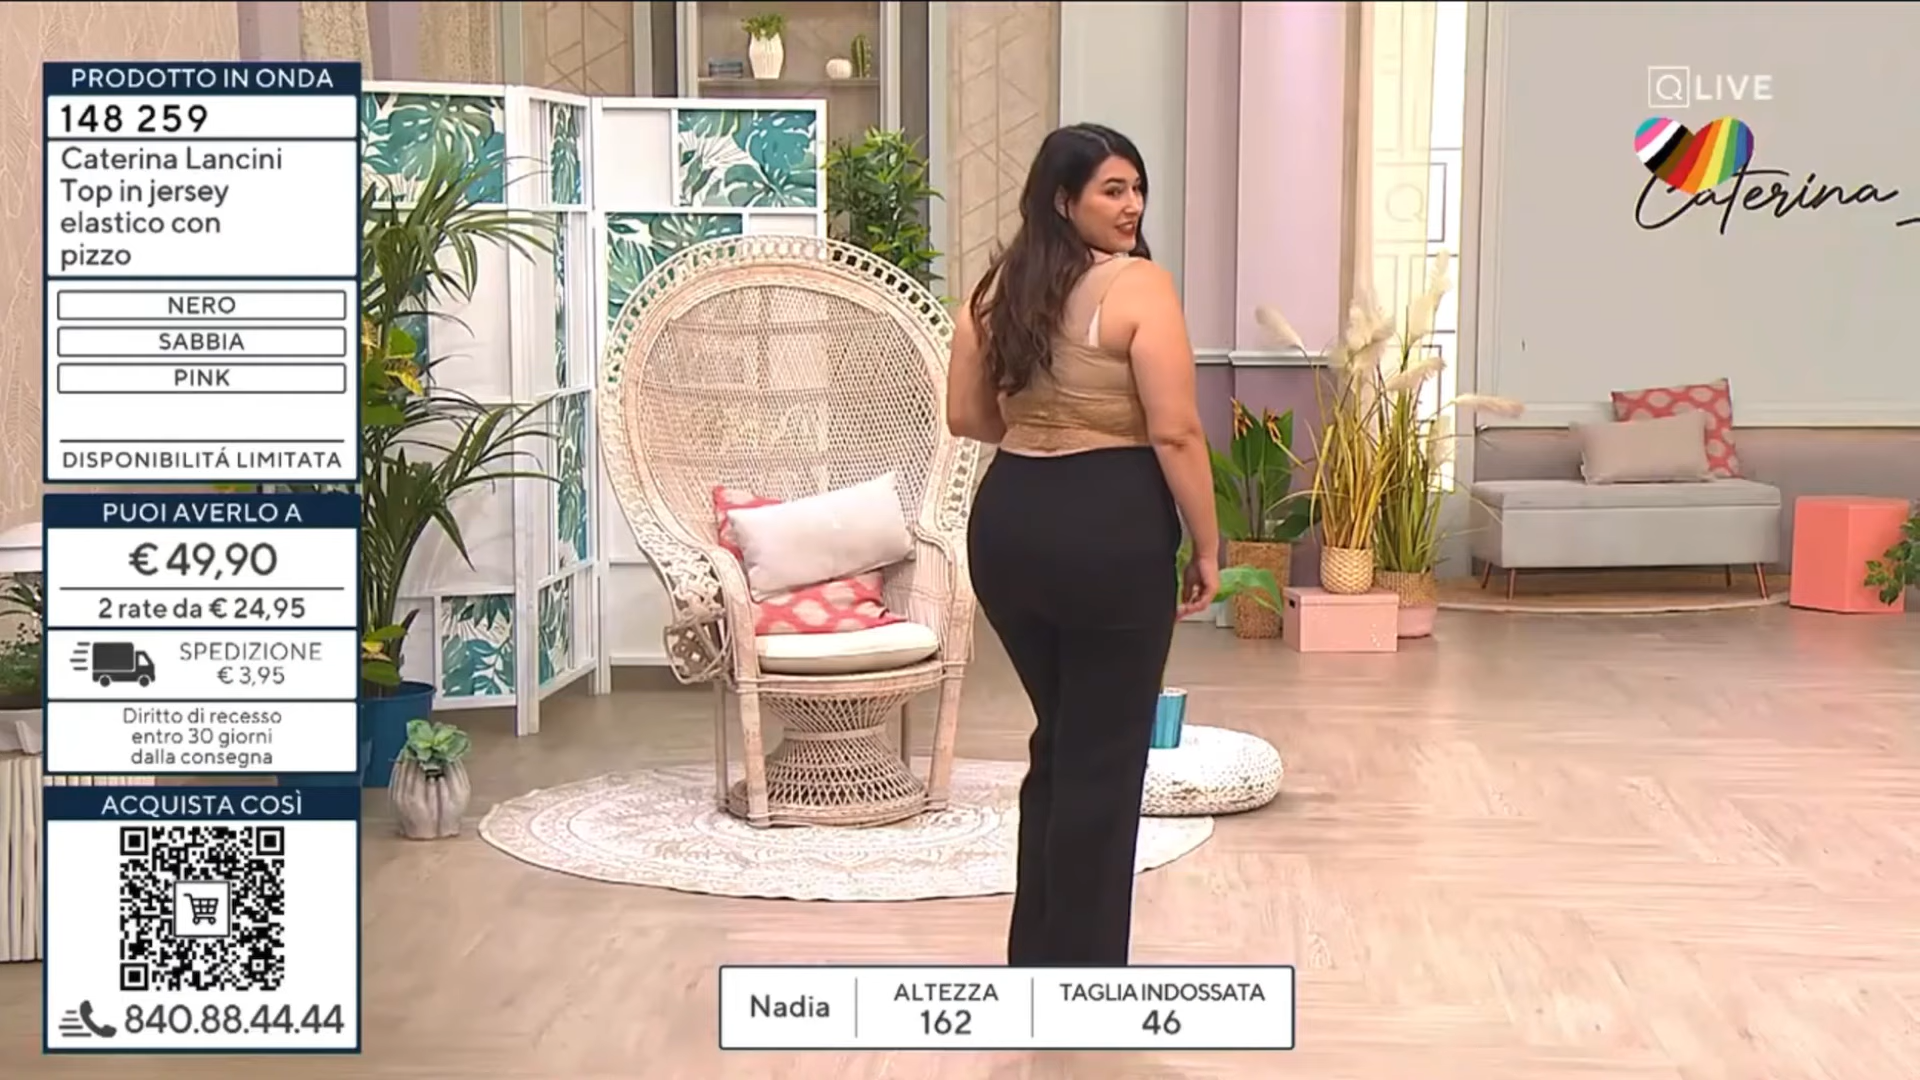 PRODOTTO IN ONDA
148 259
Caterina Lancini
Top in jersey
elastico con
pizzo
NERO
SABBIA
PINK
DISPONIBILITÁ LIMITATA
PUOI AVERLO A
€ 49,90
2 rate da € 24,95
SPEDIZIONE
€ 3,95
Diritto di recesso
entro 30 giorni
dalla consegna
ACQUISTA COSÌ
840.88.44.44
Q LIVE
Caterina
Nadia
ALTEZZA
162
TAGLIA INDOSSATA
46